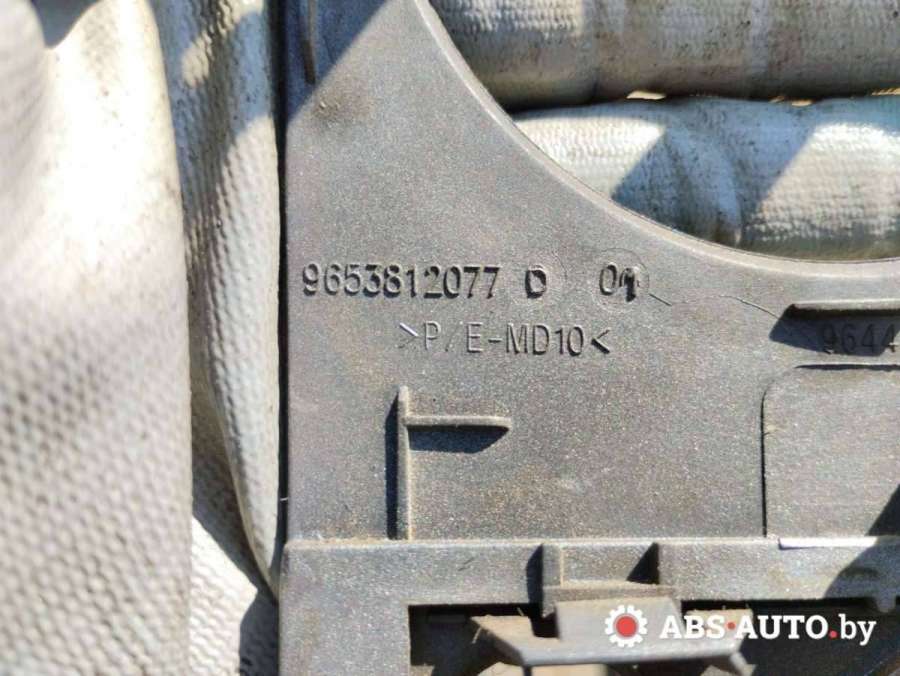 9653812077 D 01
>P/E-MD10<
9644
ABS-AUTO.by